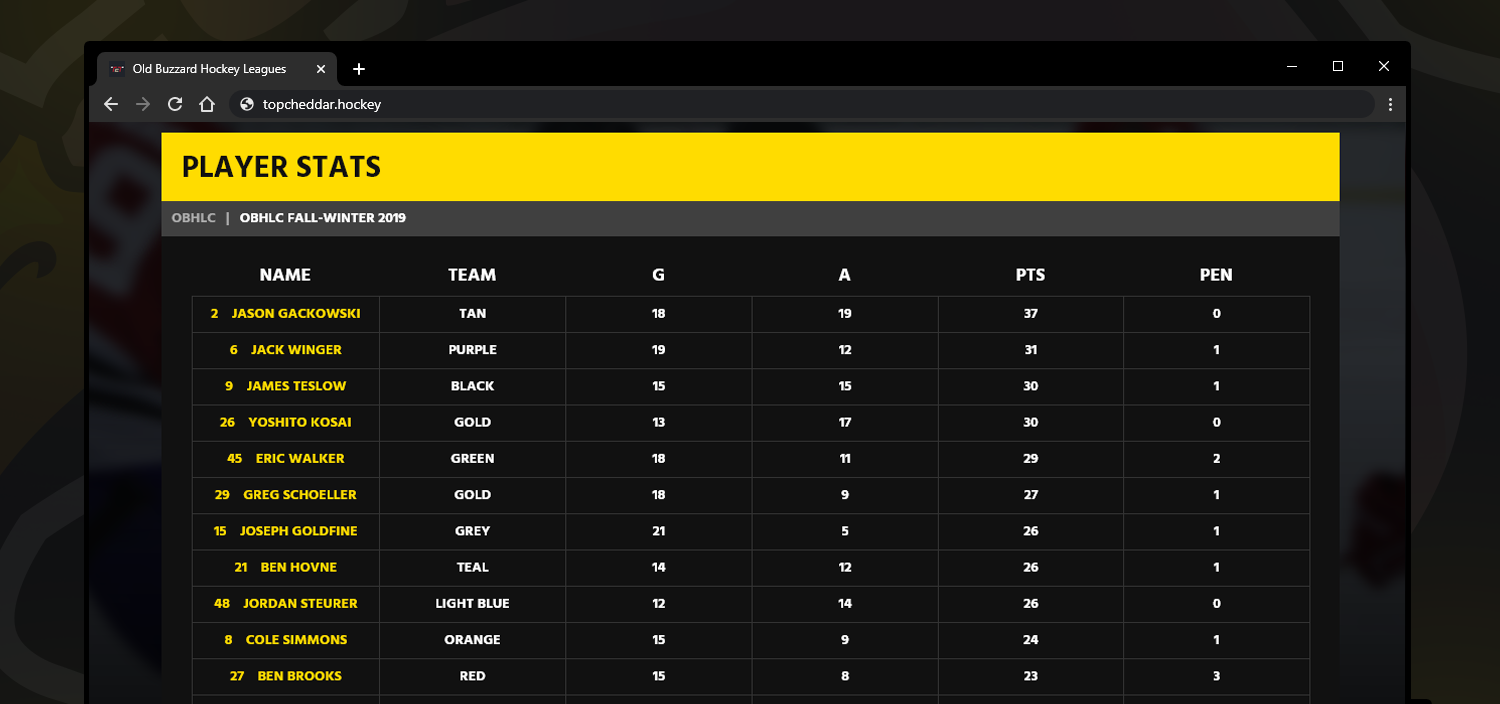 Old Buzzard Hockey Leagues
topcheddar.hockey
PLAYER STATS
OBHLC | OBHLC FALL-WINTER 2019
NAME TEAM G A PTS PEN
2 JASON GACKOWSKI TAN 18 19 37 0
6 JACK WINGER PURPLE 19 12 31 1
9 JAMES TESLOW BLACK 15 15 30 1
26 YOSHITO KOSAI GOLD 13 17 30 0
45 ERIC WALKER GREEN 18 11 29 2
29 GREG SCHOELLER GOLD 18 9 27 1
15 JOSEPH GOLDFINE GREY 21 5 26 1
21 BEN HOVNE TEAL 14 12 26 1
48 JORDAN STEURER LIGHT BLUE 12 14 26 0
8 COLE SIMMONS ORANGE 15 9 24 1
27 BEN BROOKS RED 15 8 23 3